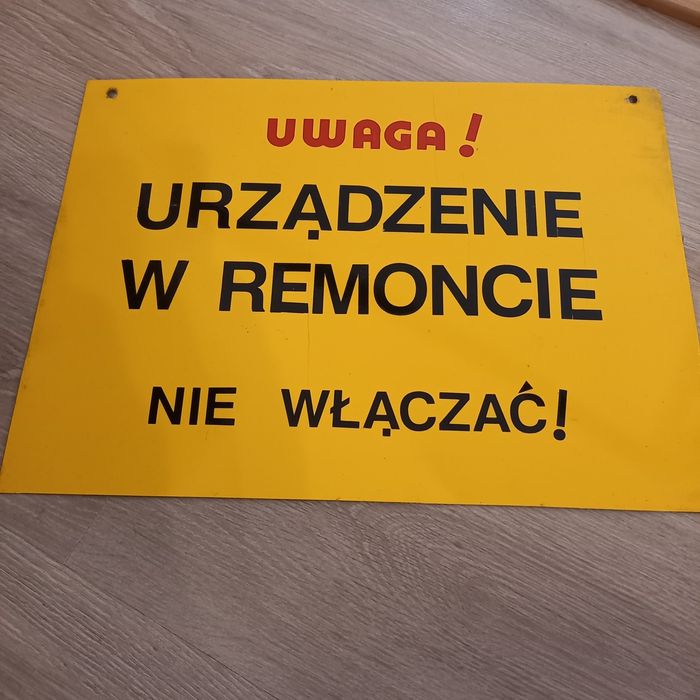 UWAGA!
URZĄDZENIE
W REMONCIE
NIE WŁĄCZAĆ!